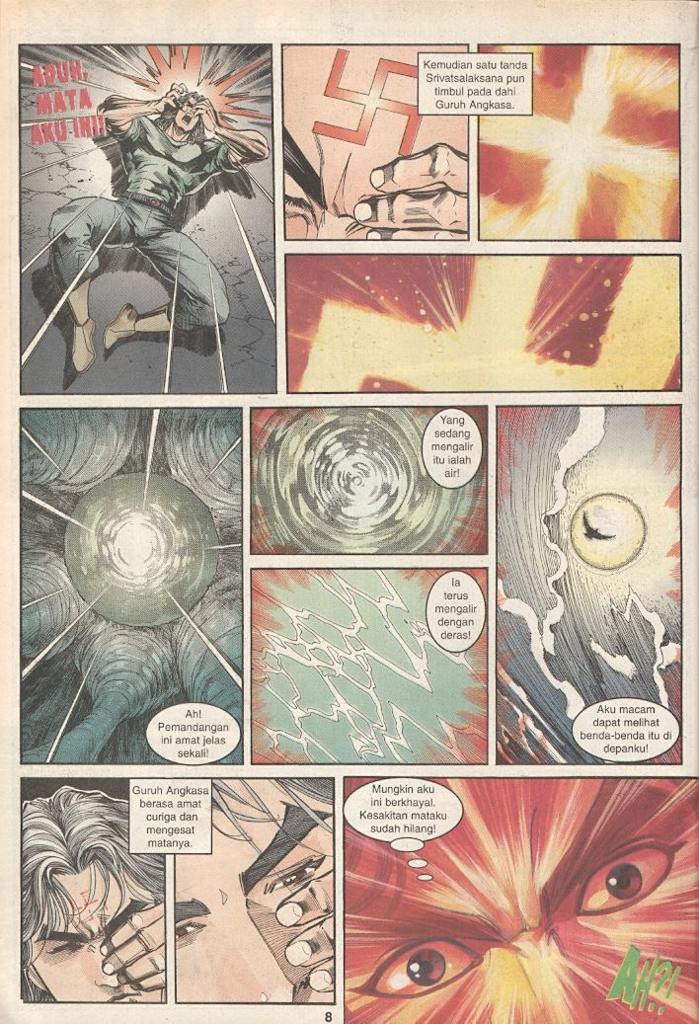 ADUH,
MATA
AKU INI!
Kemudian satu tanda
Srivatsalaksana pun
timbul pada dahi
Guruh Angkasa.
Ah!
Pemandangan
ini amat jelas
sekali!
Yang
sedang
mengalir
itu ialah
air!
Ia
terus
mengalir
dengan
deras!
Aku macam
dapat melihat
benda-benda itu di
depanku!
Guruh Angkasa
berasa amat
curiga dan
mengesat
matanya.
Mungkin aku
ini berkhayal.
Kesakitan mataku
sudah hilang!
AH?!
8